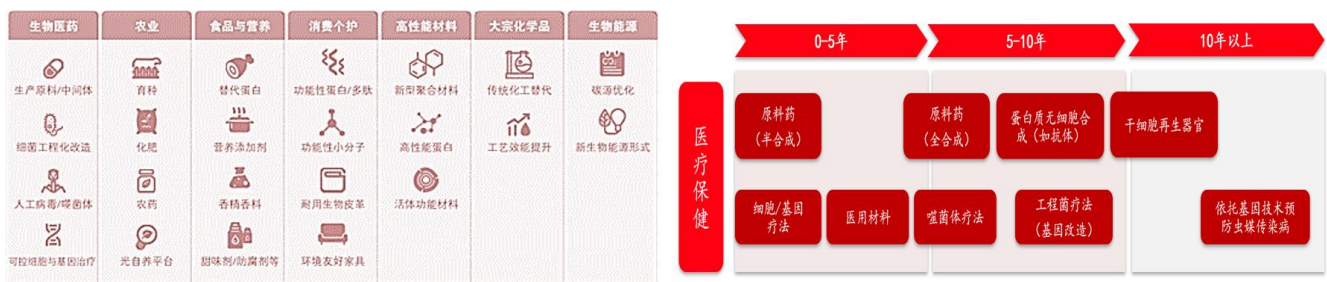 生物医药
农业
食品与营养
消费个护
高性能材料
大宗化学品
生物能源
生产原料/中间体
育种
替代蛋白
功能性蛋白/多肽
新型聚合材料
传统化工替代
碳源优化
细菌工程化改造
化肥
营养添加剂
功能性小分子
高性能蛋白
工艺效能提升
新生物能源形式
人工病毒/噬菌体
农药
香精香料
耐用生物皮革
活体功能材料
可控细胞与基因治疗
光自养平台
甜味剂/防腐剂等
环境友好家具
0-5年
5-10年
10年以上
医疗保健
原料药
(半合成)
原料药
(全合成)
蛋白质无细胞合
成(如抗体)
干细胞再生器官
细胞/基因
疗法
医用材料
噬菌体疗法
工程菌疗法
(基因改造)
依托基因技术预
防虫媒传染病